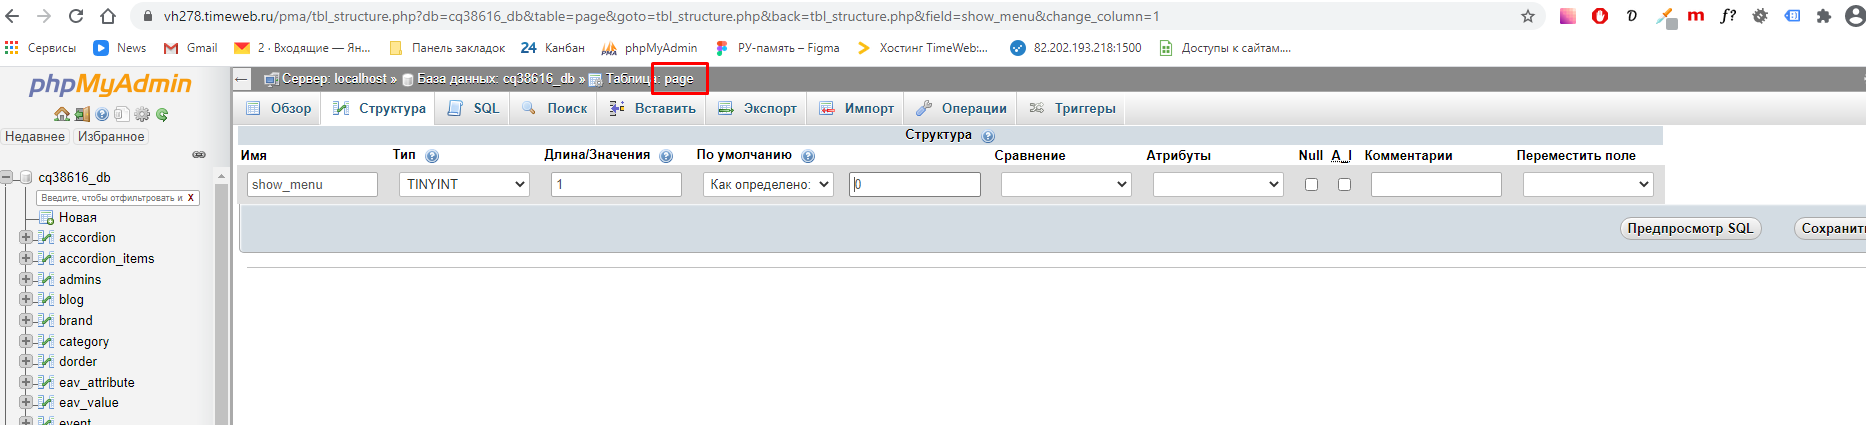 vh278.timeweb.ru/pma/tbl_structure.php?db=cq38616_db&table=page&goto=tbl_structure.php&back=tbl_structure.php&field=show_menu&change_column=1
Сервисы News Gmail 2 · Входящие — Ян... Панель закладок 24 Канбан phpMyAdmin РУ-память – Figma Хостинг TimeWeb:... 82.202.193.218:1500 Доступы к сайтам....
phpMyAdmin
Недавнее Избранное
cq38616_db
Введите, чтобы отфильтровать и X
Новая
accordion
accordion_items
admins
blog
brand
category
dorder
eav_attribute
eav_value
event
Сервер: localhost » База данных: cq38616_db » Таблица: page
Обзор Структура SQL Поиск Вставить Экспорт Импорт Операции Триггеры
Структура
Имя Тип Длина/Значения По умолчанию Сравнение Атрибуты Null A_I Комментарии Переместить поле
show_menu TINYINT 1 Как определено: 0
Предпросмотр SQL Сохранить